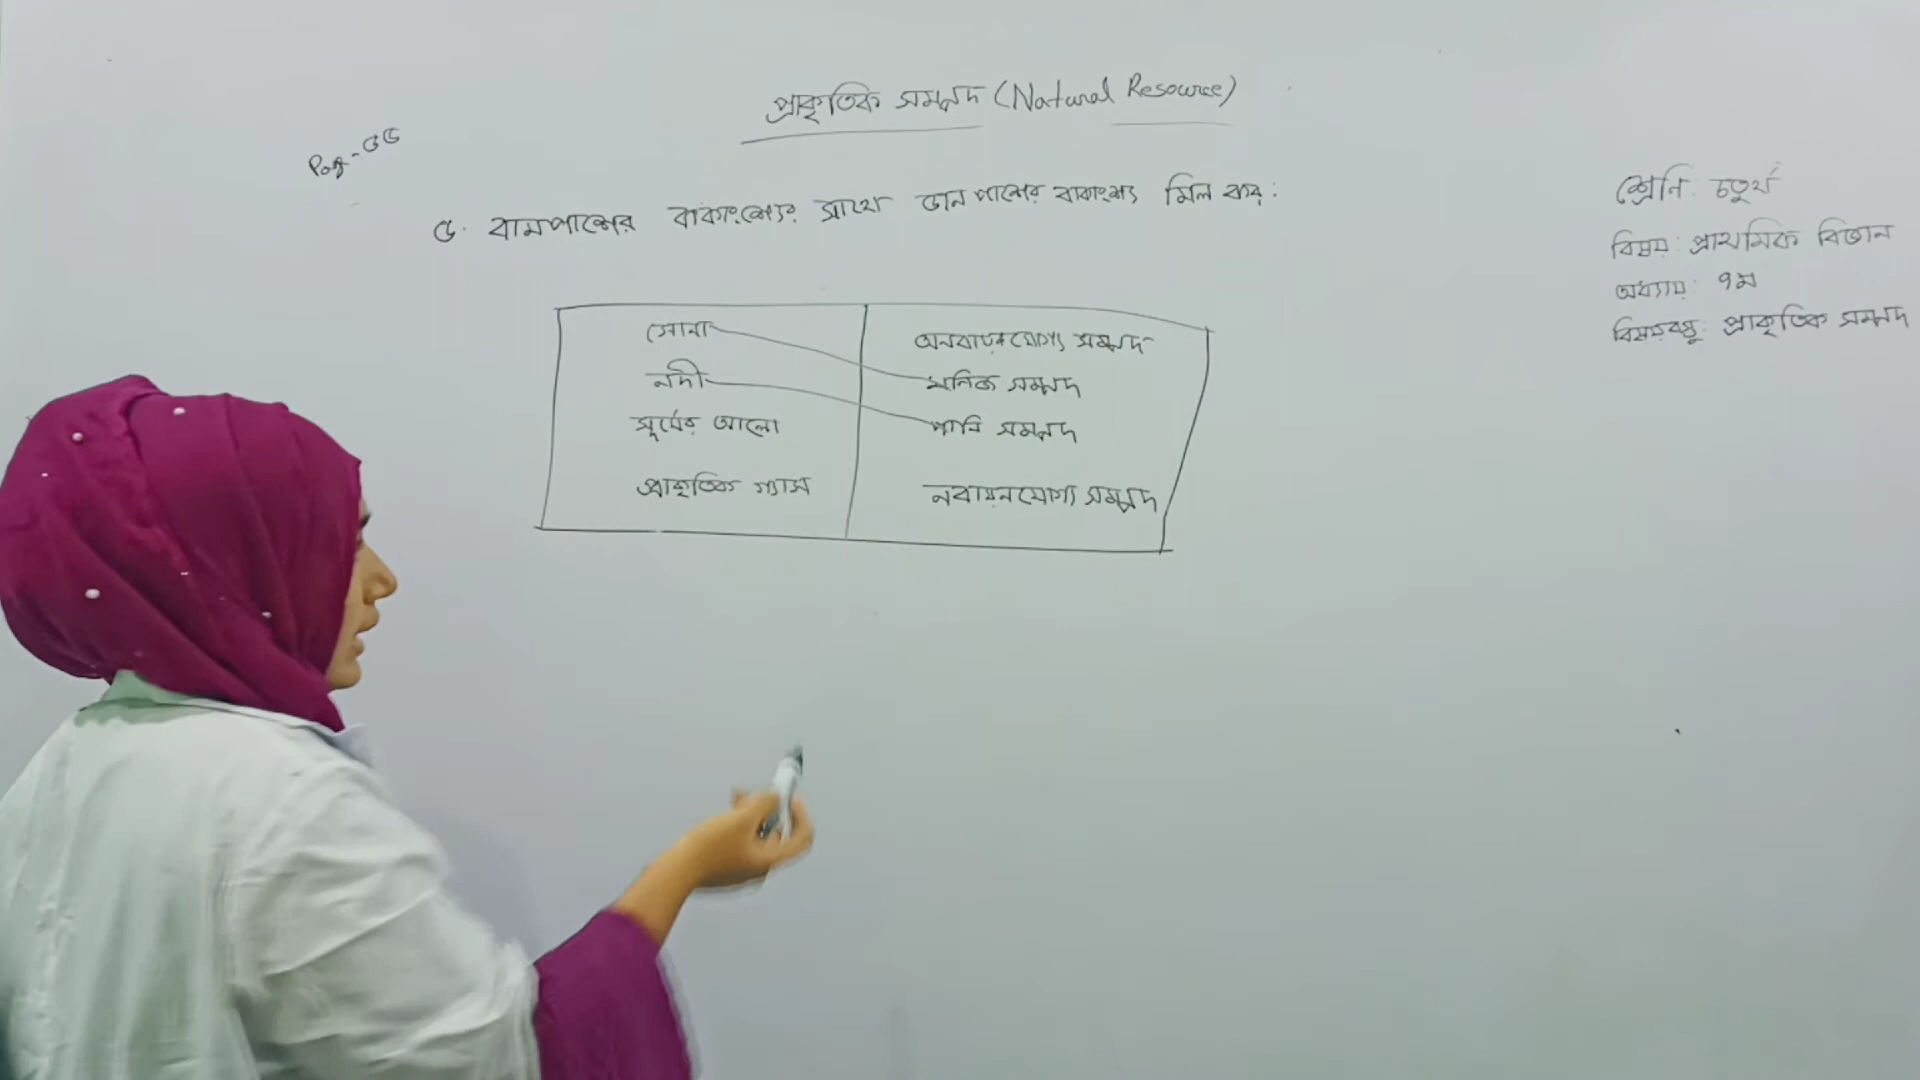 প্রাকৃতিক সম্পদ (Natural Resource)
Pag-৫৫
৫. বামপাশের বাক্যাংশের সাথে ডান পাশের বাক্যাংশ মিল কর:
সোনা
নদী
সূর্যের আলো
প্রাকৃতিক গ্যাস
অনবায়নযোগ্য সম্পদ
খনিজ সম্পদ
পানি সম্পদ
নবায়নযোগ্য সম্পদ
শ্রেণি: চতুর্থ
বিষয়: প্রাথমিক বিজ্ঞান
অধ্যায়: ৭ম
বিষয়বস্তু: প্রাকৃতিক সম্পদ